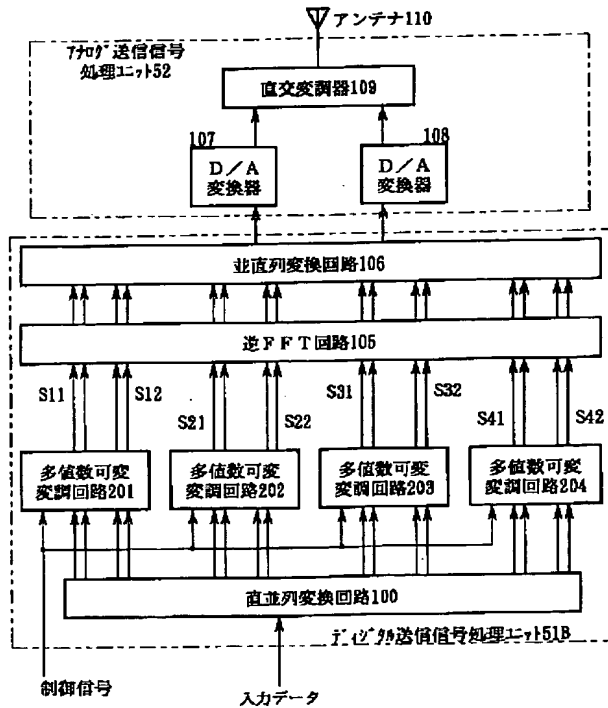 アンテナ110
アナログ送信信号
処理ユニット52
直交変調器109
107
108
D/A
変換器
D/A
変換器
並直列変換回路106
逆FFT回路105
S11
S12
S21
S22
S31
S32
S41
S42
多値数可変
変調回路201
多値数可変
変調回路202
多値数可変
変調回路203
多値数可変
変調回路204
直並列変換回路100
ディジタル送信信号処理ユニット51B
制御信号
入力データ